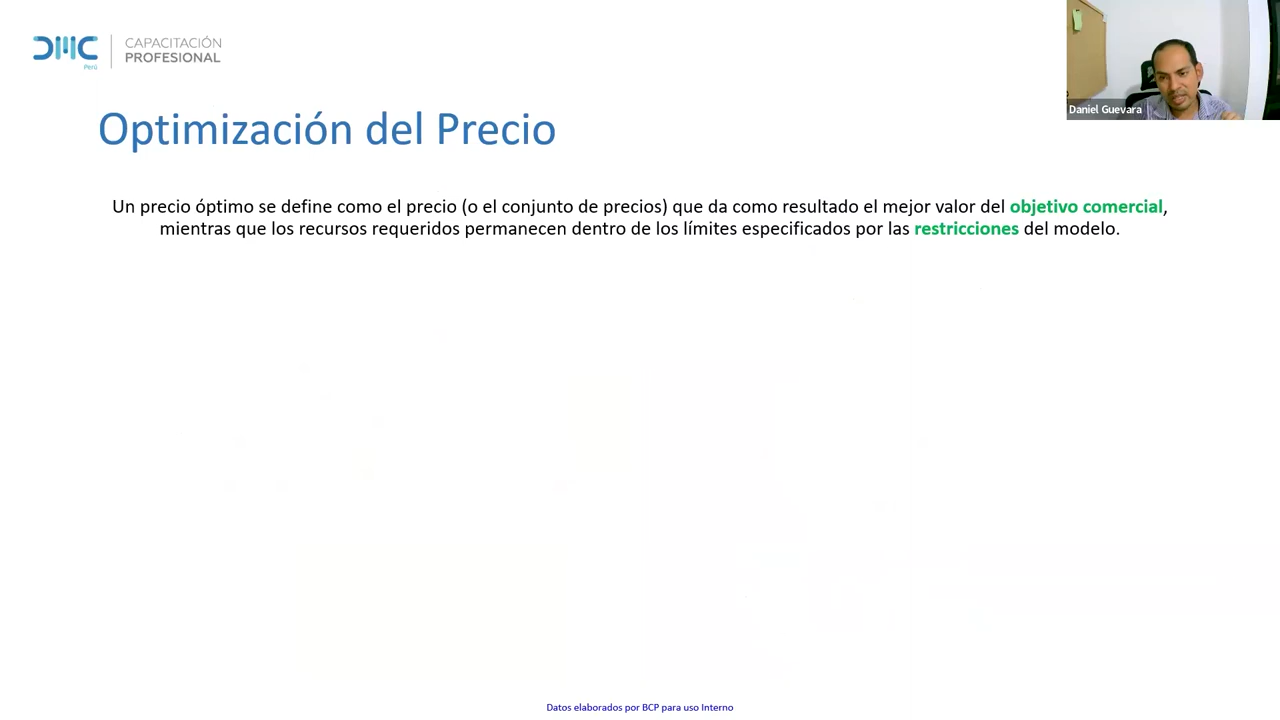 DMC
Perú
CAPACITACIÓN
PROFESIONAL
Daniel Guevara
Optimización del Precio
Un precio óptimo se define como el precio (o el conjunto de precios) que da como resultado el mejor valor del objetivo comercial,
mientras que los recursos requeridos permanecen dentro de los límites especificados por las restricciones del modelo.
Datos elaborados por BCP para uso Interno